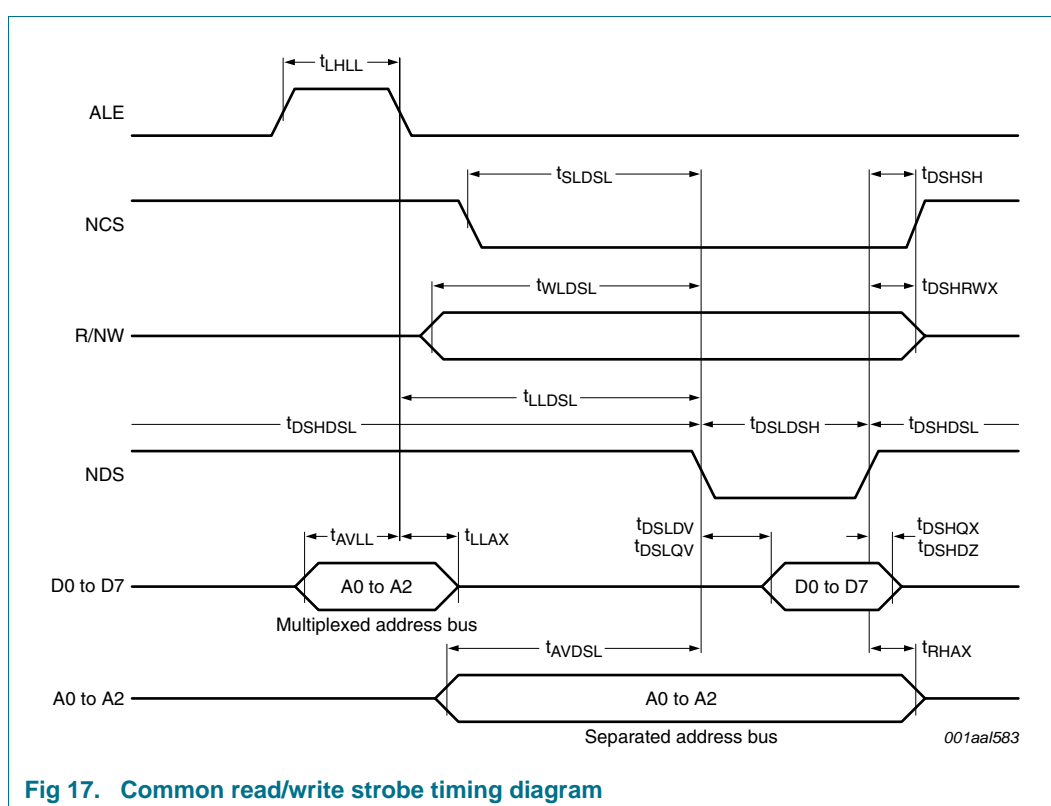 tLHLL
ALE
tSLDSL
tDSHSH
NCS
tWLDSL
tDSHRWX
R/NW
tLLDSL
tDSHDSL
tDSLDSH
tDSHDSL
NDS
tAVLL
tLLAX
tDSLDV
tDSLQV
tDSHQX
tDSHDZ
D0 to D7
A0 to A2
D0 to D7
Multiplexed address bus
tAVDSL
tRHAX
A0 to A2
A0 to A2
Separated address bus
001aal583
Fig 17. Common read/write strobe timing diagram